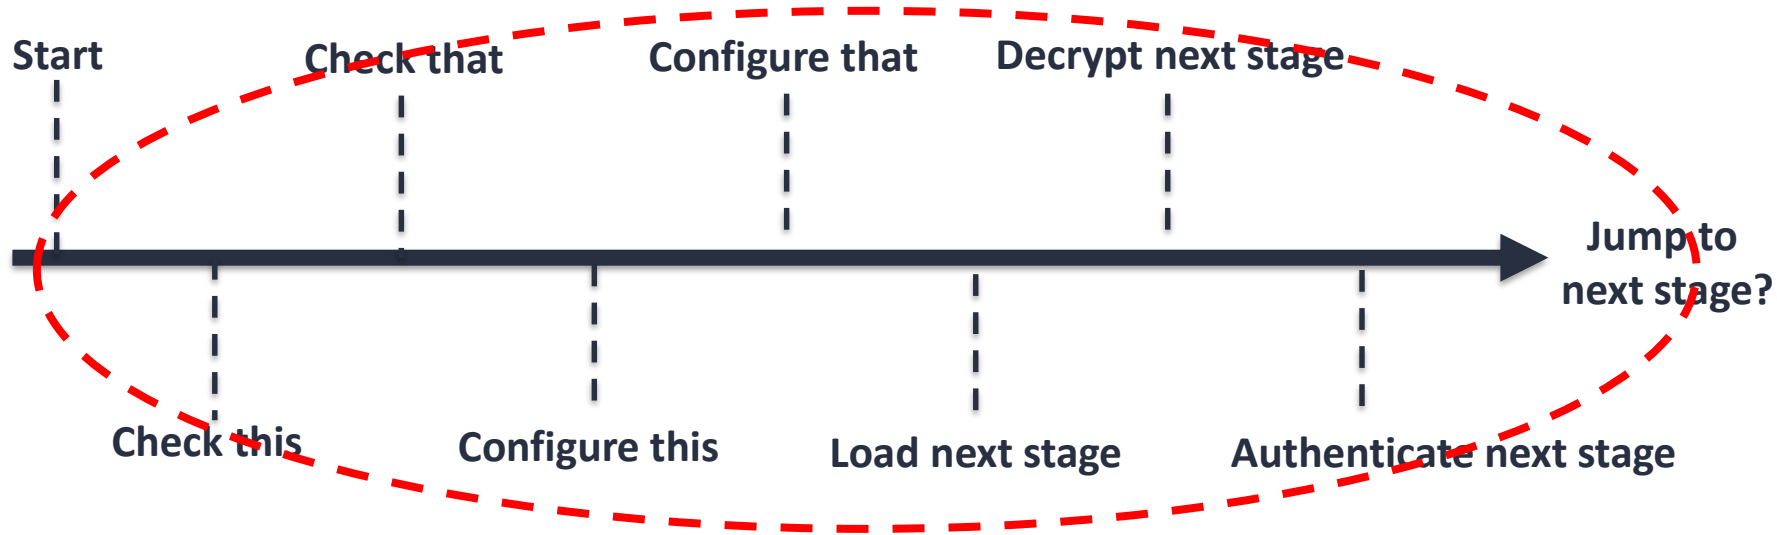 Start
Check that
Configure that
Decrypt next stage
Jump to
next stage?
Check this
Configure this
Load next stage
Authenticate next stage